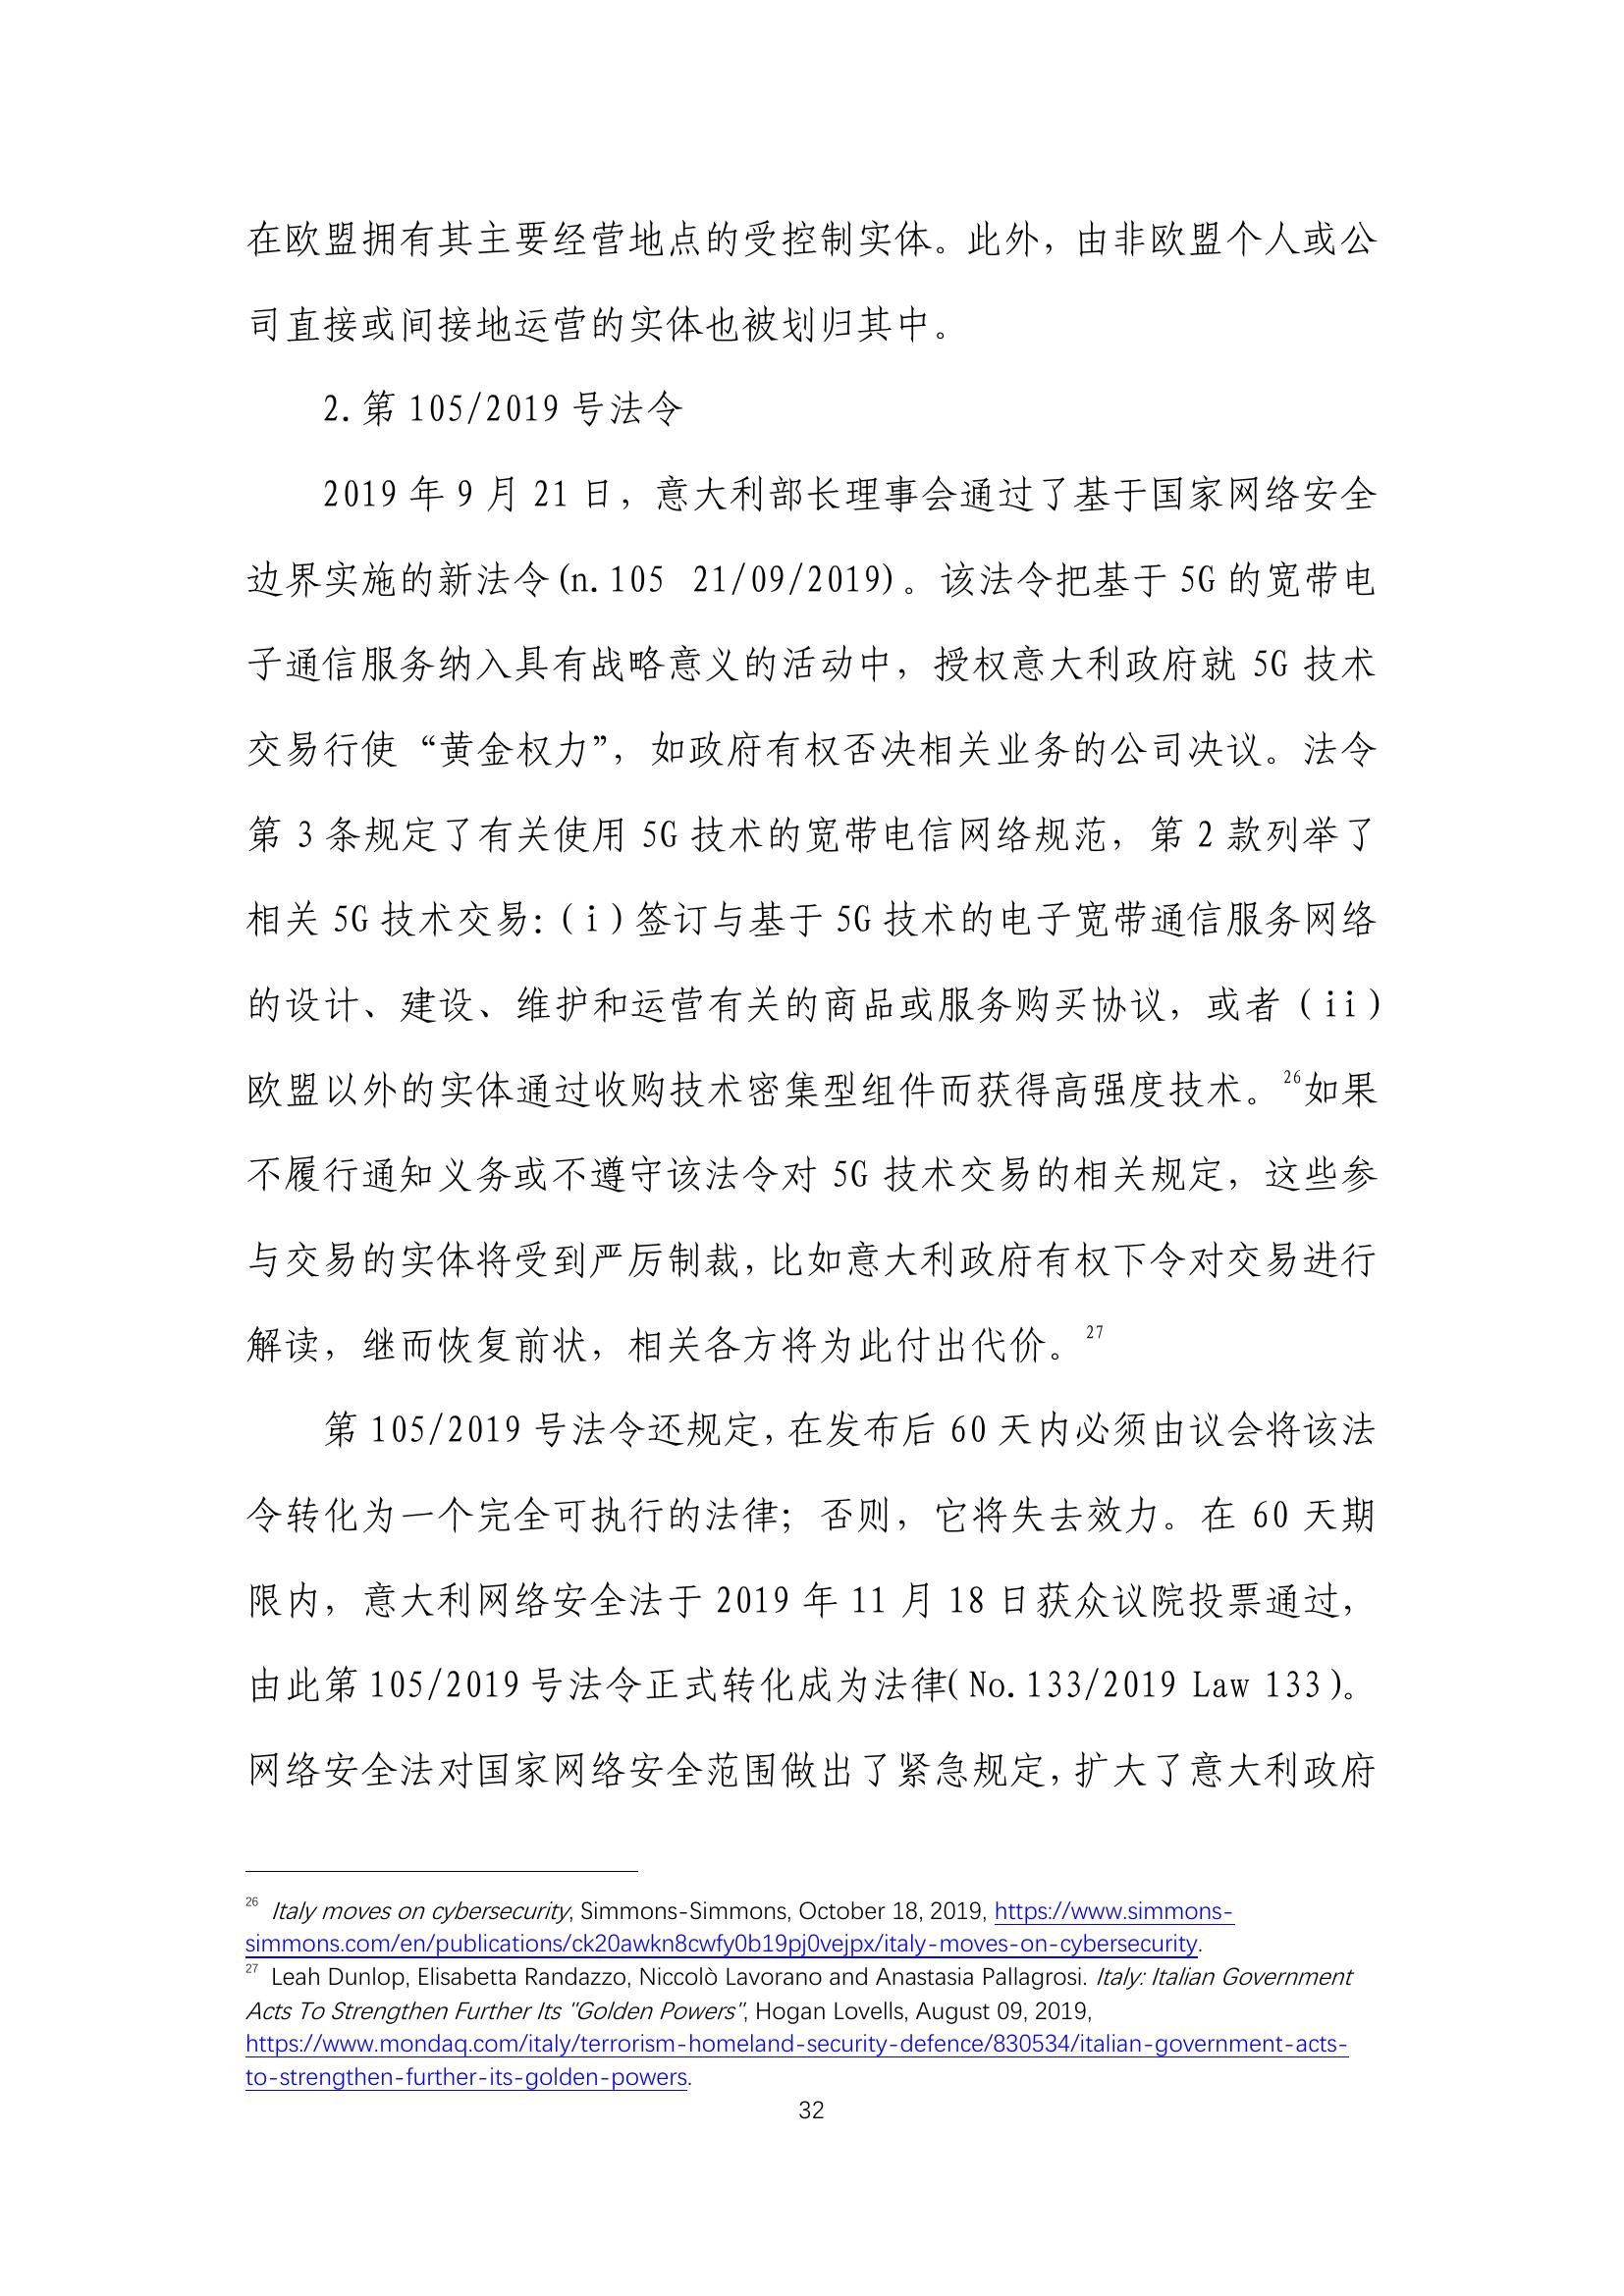 在欧盟拥有其主要经营地点的受控制实体。此外，由非欧盟个人或公
司直接或间接地运营的实体也被划归其中。
2.第 105/2019 号法令
2019 年 9 月 21 日，意大利部长理事会通过了基于国家网络安全
边界实施的新法令(n.105 21/09/2019)。该法令把基于 5G 的宽带电
子通信服务纳入具有战略意义的活动中，授权意大利政府就 5G 技术
交易行使“黄金权力”，如政府有权否决相关业务的公司决议。法令
第 3 条规定了有关使用 5G 技术的宽带电信网络规范，第 2 款列举了
相关 5G 技术交易:(i)签订与基于 5G 技术的电子宽带通信服务网络
的设计、建设、维护和运营有关的商品或服务购买协议，或者(ii)
欧盟以外的实体通过收购技术密集型组件而获得高强度技术。26如果
不履行通知义务或不遵守该法令对 5G 技术交易的相关规定，这些参
与交易的实体将受到严厉制裁，比如意大利政府有权下令对交易进行
解读，继而恢复前状，相关各方将为此付出代价。27
第 105/2019 号法令还规定，在发布后 60 天内必须由议会将该法
令转化为一个完全可执行的法律；否则，它将失去效力。在 60 天期
限内，意大利网络安全法于 2019 年 11 月 18 日获众议院投票通过，
由此第 105/2019 号法令正式转化成为法律(No.133/2019 Law 133)。
网络安全法对国家网络安全范围做出了紧急规定，扩大了意大利政府
26 Italy moves on cybersecurity, Simmons-Simmons, October 18, 2019, https://www.simmons-
simmons.com/en/publications/ck20awkn8cwfy0b19pj0vejpx/italy-moves-on-cybersecurity.
27 Leah Dunlop, Elisabetta Randazzo, Niccolò Lavorano and Anastasia Pallagrosi. Italy: Italian Government
Acts To Strengthen Further Its "Golden Powers", Hogan Lovells, August 09, 2019,
https://www.mondaq.com/italy/terrorism-homeland-security-defence/830534/italian-government-acts-
to-strengthen-further-its-golden-powers.
32